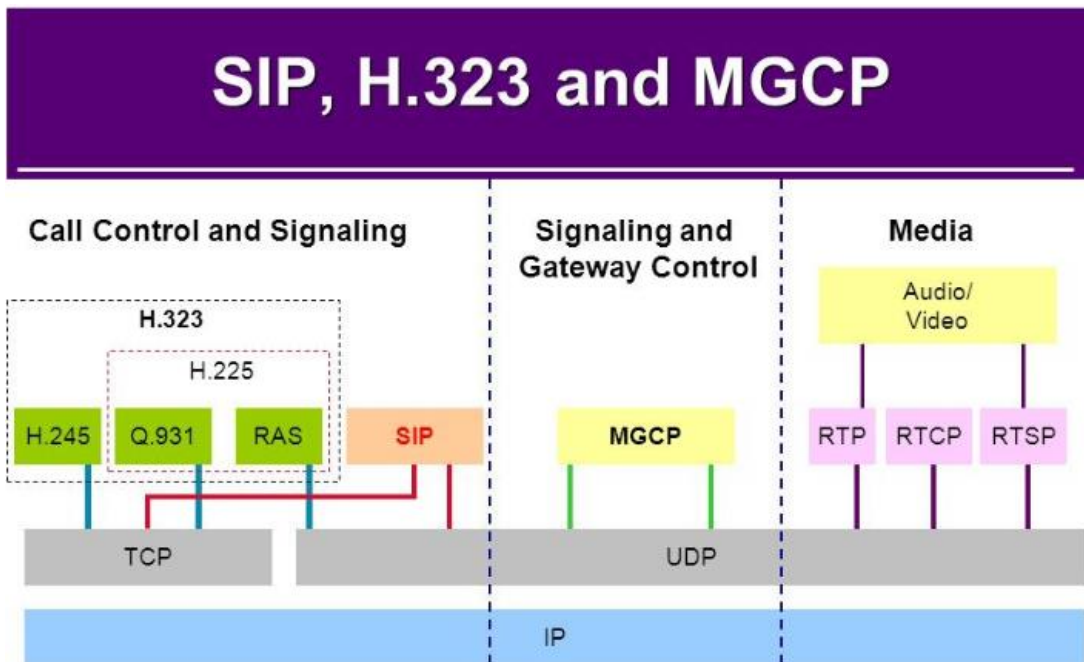 SIP, H.323 and MGCP
Call Control and Signaling
Signaling and
Gateway Control
Media
Audio/
Video
H.323
H.225
H.245
Q.931
RAS
SIP
MGCP
RTP
RTCP
RTSP
TCP
UDP
IP